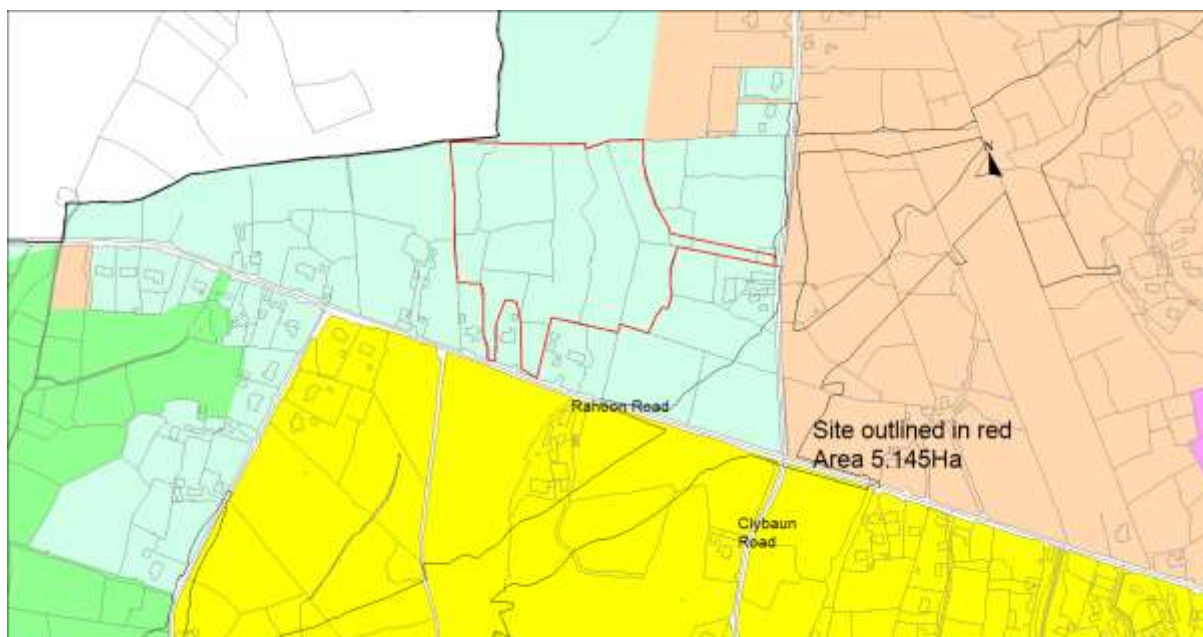 N
Rahoon Road
Site outlined in red
Area 5.145Ha
Clybaun
Road